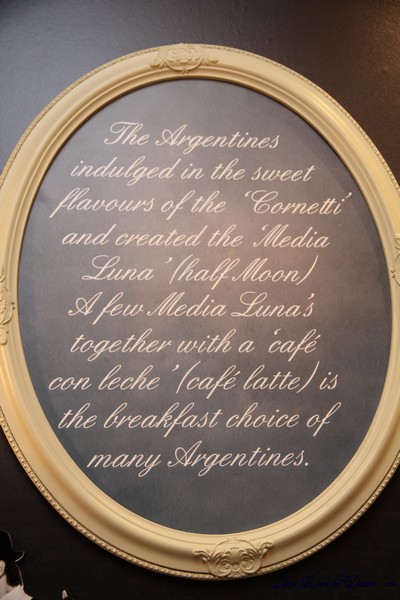 The Argentines
indulged in the sweet
flavours of the 'Cornetti'
and created the 'Media
Luna' (half Moon)
A few Media Luna's
together with a 'café
con leche' (café latte) is
the breakfast choice of
many Argentines.